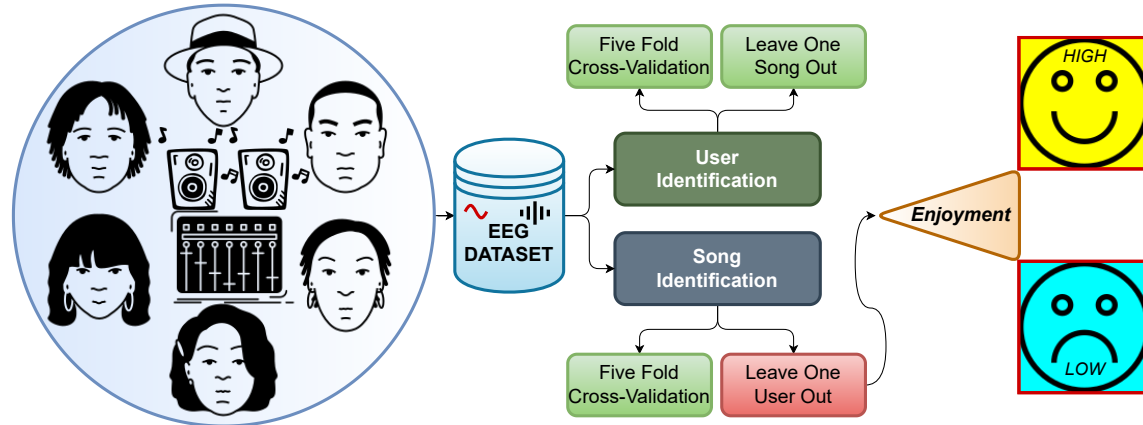 Five Fold
Cross-Validation
Leave One
Song Out
HIGH
User
Identification
EEG
DATASET
Enjoyment
Song
Identification
Five Fold
Cross-Validation
Leave One
User Out
LOW